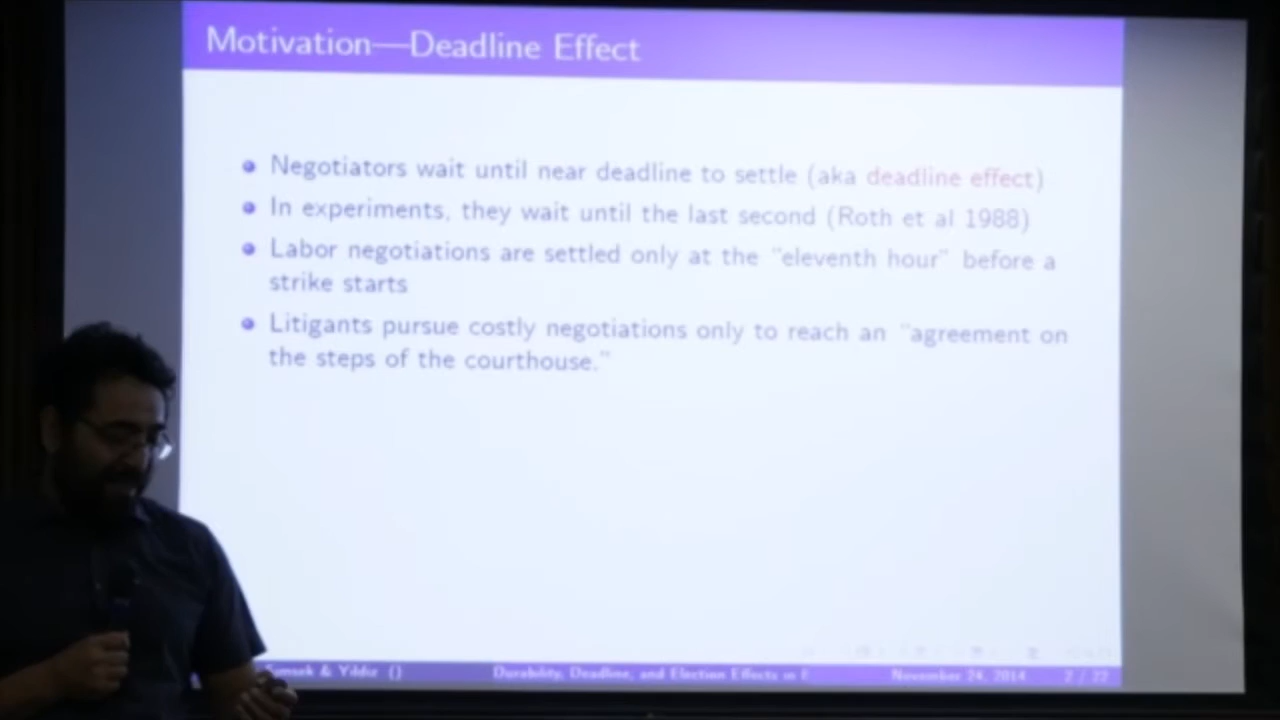 Motivation—Deadline Effect
Negotiators wait until near deadline to settle (aka deadline effect)
In experiments, they wait until the last second (Roth et al 1988)
Labor negotiations are settled only at the "eleventh hour" before a
strike starts
Litigants pursue costly negotiations only to reach an "agreement on
the steps of the courthouse."
& Yildiz () Durability, Deadline, and Election Effects in November 24, 2014 2 /